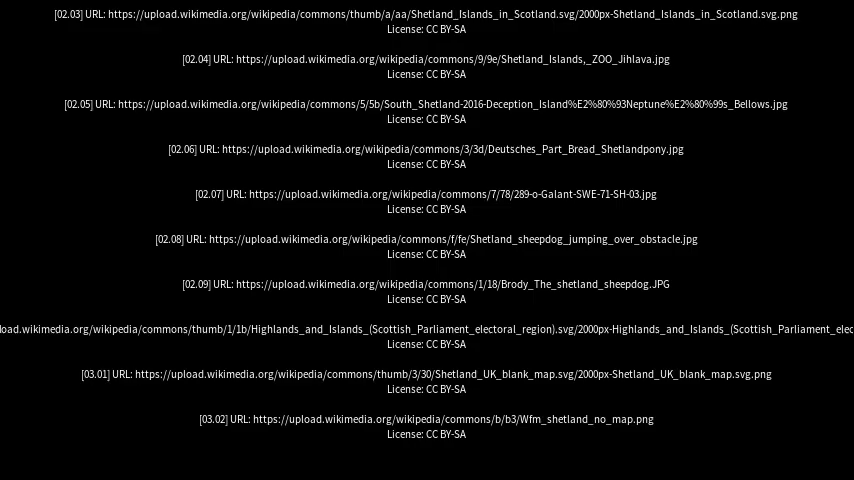 [02.03] URL: https://upload.wikimedia.org/wikipedia/commons/thumb/a/aa/Shetland_Islands_in_Scotland.svg/2000px-Shetland_Islands_in_Scotland.svg.png
License: CC BY-SA
[02.04] URL: https://upload.wikimedia.org/wikipedia/commons/9/9e/Shetland_Islands,_ZOO_Jihlava.jpg
License: CC BY-SA
[02.05] URL: https://upload.wikimedia.org/wikipedia/commons/5/5b/South_Shetland-2016-Deception_Island%E2%80%93Neptune%E2%80%99s_Bellows.jpg
License: CC BY-SA
[02.06] URL: https://upload.wikimedia.org/wikipedia/commons/3/3d/Deutsches_Part_Bread_Shetlandpony.jpg
License: CC BY-SA
[02.07] URL: https://upload.wikimedia.org/wikipedia/commons/7/78/289-o-Galant-SWE-71-SH-03.jpg
License: CC BY-SA
[02.08] URL: https://upload.wikimedia.org/wikipedia/commons/f/fe/Shetland_sheepdog_jumping_over_obstacle.jpg
License: CC BY-SA
[02.09] URL: https://upload.wikimedia.org/wikipedia/commons/1/18/Brody_The_shetland_sheepdog.JPG
License: CC BY-SA
load.wikimedia.org/wikipedia/commons/thumb/1/1b/Highlands_and_Islands_(Scottish_Parliament_electoral_region).svg/2000px-Highlands_and_Islands_(Scottish_Parliament_elec
License: CC BY-SA
[03.01] URL: https://upload.wikimedia.org/wikipedia/commons/thumb/3/30/Shetland_UK_blank_map.svg/2000px-Shetland_UK_blank_map.svg.png
License: CC BY-SA
[03.02] URL: https://upload.wikimedia.org/wikipedia/commons/b/b3/Wfm_shetland_no_map.png
License: CC BY-SA